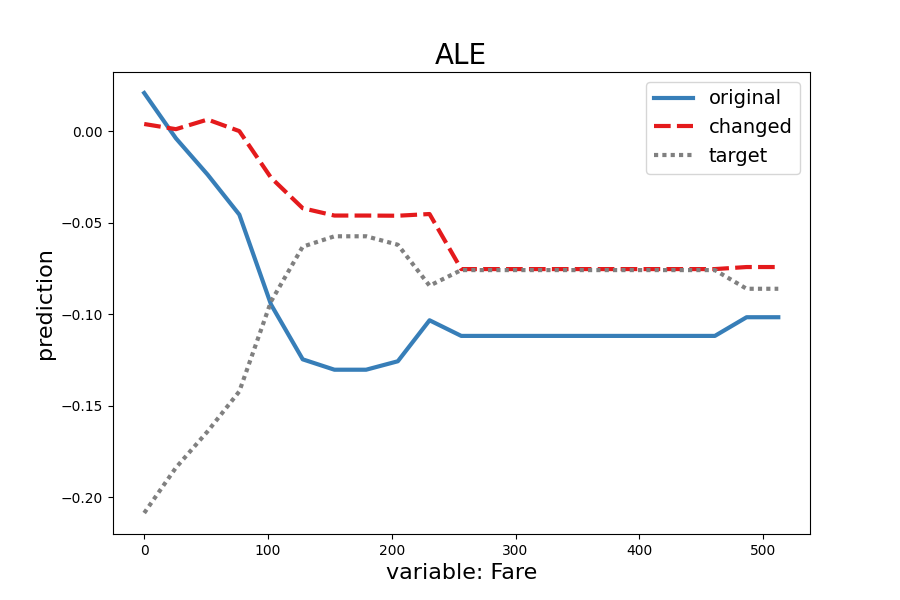 ALE
original
changed
target
0.00
−0.05
−0.10
−0.15
−0.20
prediction
0
100
200
300
400
500
variable: Fare